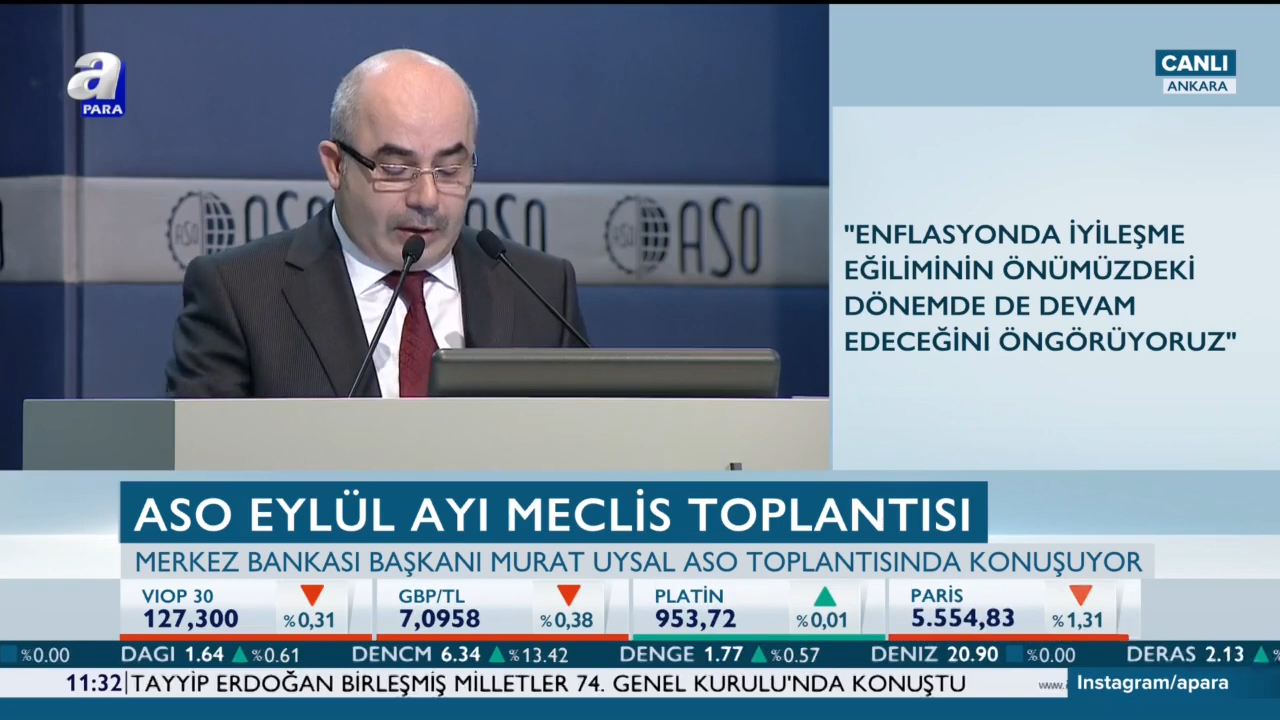 a
PARA
CANLI
ANKARA
ASO
ASO
ASO
ASO
"ENFLASYONDA İYİLEŞME
EĞİLİMİNİN ÖNÜMÜZDEKİ
DÖNEMDE DE DEVAM
EDECEĞİNİ ÖNGÖRÜYORUZ"
ASO EYLÜL AYI MECLİS TOPLANTISI
MERKEZ BANKASI BAŞKANI MURAT UYSAL ASO TOPLANTISINDA KONUŞUYOR
VIOP 30 127,300 %0,31
GBP/TL 7,0958 %0,38
PLATİN 953,72 %0,01
PARİS 5.554,83 %1,31
%0.00 DAGI 1.64 %0.61 DENCM 6.34 %13.42 DENGE 1.77 %0.57 DENIZ 20.90 %0.00 DERAS 2.13
11:32 TAYYİP ERDOĞAN BİRLEŞMİŞ MİLLETLER 74. GENEL KURULU'NDA KONUŞTU www. Instagram/apara